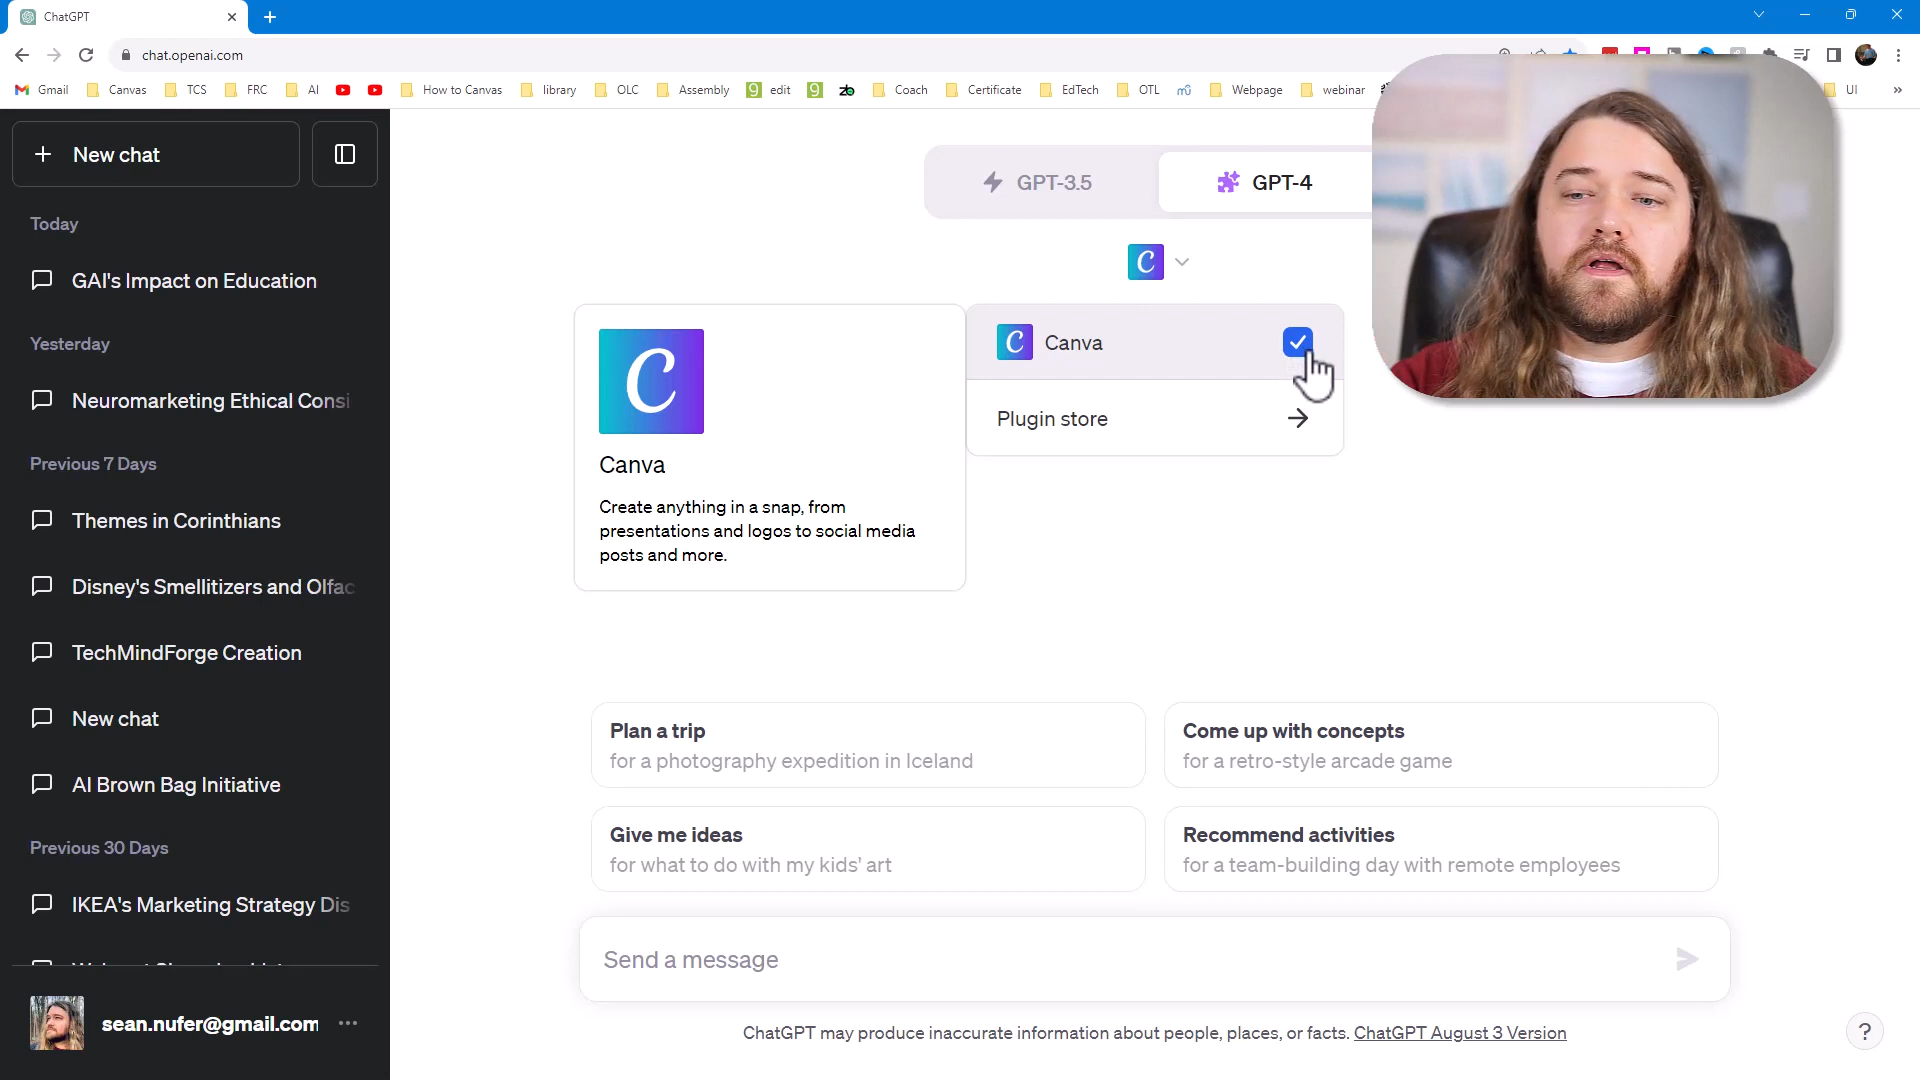 ChatGPT
chat.openai.com
Gmail Canvas TCS FRC AI How to Canvas library OLC Assembly edit Coach Certificate EdTech OTL Webpage webinar UI
New chat
Today
GAI's Impact on Education
Yesterday
Neuromarketing Ethical Consi
Previous 7 Days
Themes in Corinthians
Disney's Smellitizers and Olfac
TechMindForge Creation
New chat
AI Brown Bag Initiative
Previous 30 Days
IKEA's Marketing Strategy Dis
sean.nufer@gmail.com
GPT-3.5
GPT-4
C
C
Canva
Plugin store
C
Canva
Create anything in a snap, from
presentations and logos to social media
posts and more.
Plan a trip
for a photography expedition in Iceland
Come up with concepts
for a retro-style arcade game
Give me ideas
for what to do with my kids' art
Recommend activities
for a team-building day with remote employees
Send a message
ChatGPT may produce inaccurate information about people, places, or facts. ChatGPT August 3 Version
?